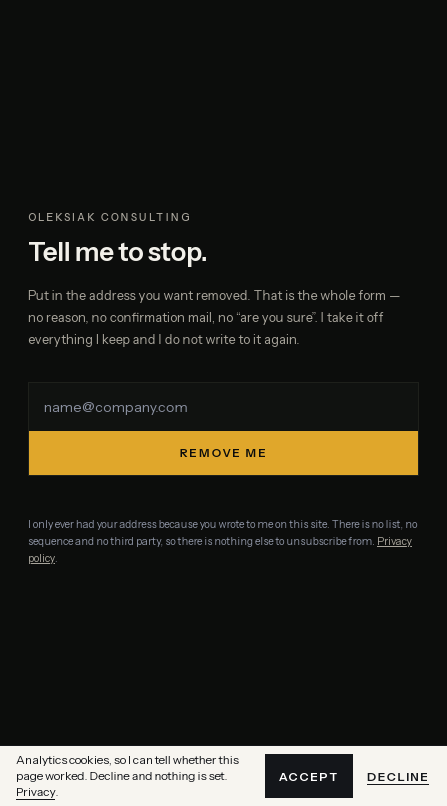 OLEKSIAK CONSULTING
Tell me to stop.
Put in the address you want removed. That is the whole form —
no reason, no confirmation mail, no “are you sure”. I take it off
everything I keep and I do not write to it again.
name@company.com
REMOVE ME
I only ever had your address because you wrote to me on this site. There is no list, no
sequence and no third party, so there is nothing else to unsubscribe from. Privacy
policy.
Analytics cookies, so I can tell whether this
page worked. Decline and nothing is set.
Privacy.
ACCEPT
DECLINE